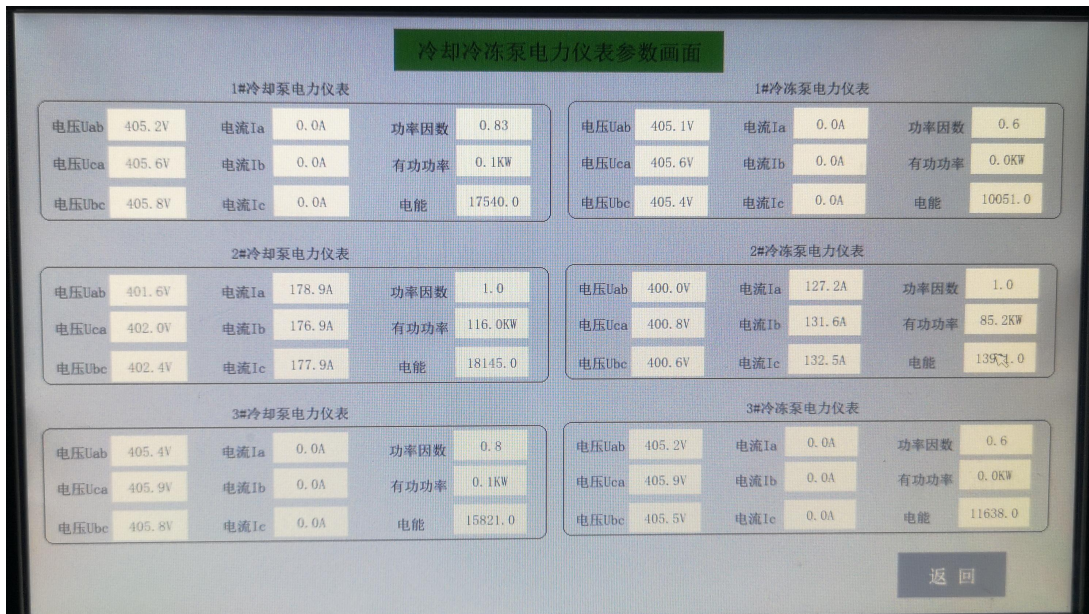 冷却冷冻泵电力仪表参数画面
1#冷却泵电力仪表
电压Uab 405.2V 电流Ia 0.0A 功率因数 0.83
电压Uca 405.6V 电流Ib 0.0A 有功功率 0.1KW
电压Ubc 405.8V 电流Ic 0.0A 电能 17540.0
1#冷冻泵电力仪表
电压Uab 405.1V 电流Ia 0.0A 功率因数 0.6
电压Uca 405.6V 电流Ib 0.0A 有功功率 0.0KW
电压Ubc 405.4V 电流Ic 0.0A 电能 10051.0
2#冷却泵电力仪表
电压Uab 401.6V 电流Ia 178.9A 功率因数 1.0
电压Uca 402.0V 电流Ib 176.9A 有功功率 116.0KW
电压Ubc 402.4V 电流Ic 177.9A 电能 18145.0
2#冷冻泵电力仪表
电压Uab 400.0V 电流Ia 127.2A 功率因数 1.0
电压Uca 400.8V 电流Ib 131.6A 有功功率 85.2KW
电压Ubc 400.6V 电流Ic 132.5A 电能
3#冷却泵电力仪表
电压Uab 405.4V 电流Ia 0.0A 功率因数 0.8
电压Uca 405.9V 电流Ib 0.0A 有功功率 0.1KW
电压Ubc 405.8V 电流Ic 0.0A 电能 15821.0
3#冷冻泵电力仪表
电压Uab 405.2V 电流Ia 0.0A 功率因数 0.6
电压Uca 405.9V 电流Ib 0.0A 有功功率 0.0KW
电压Ubc 405.5V 电流Ic 0.0A 电能 11638.0
返回